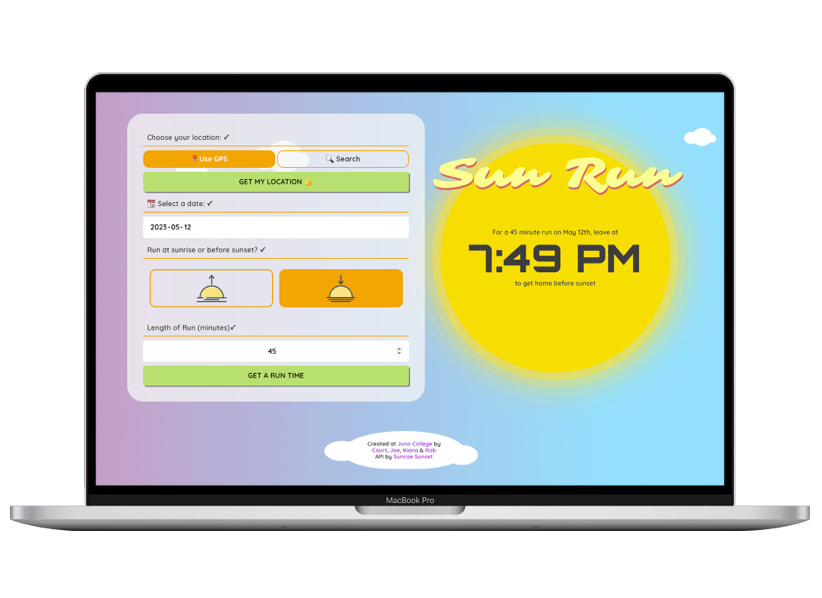 Choose your location: ✓
📍 Use GPS
🔍 Search
GET MY LOCATION 👍
📆 Select a date: ✓
2023-05-12
Run at sunrise or before sunset? ✓
Length of Run (minutes)✓
45
GET A RUN TIME
Sun Run
For a 45 minute run on May 12th, leave at
7:49 PM
to get home before sunset
Created at Juno College by
Court, Joe, Kiana & Rob
API by Sunrise Sunset
MacBook Pro